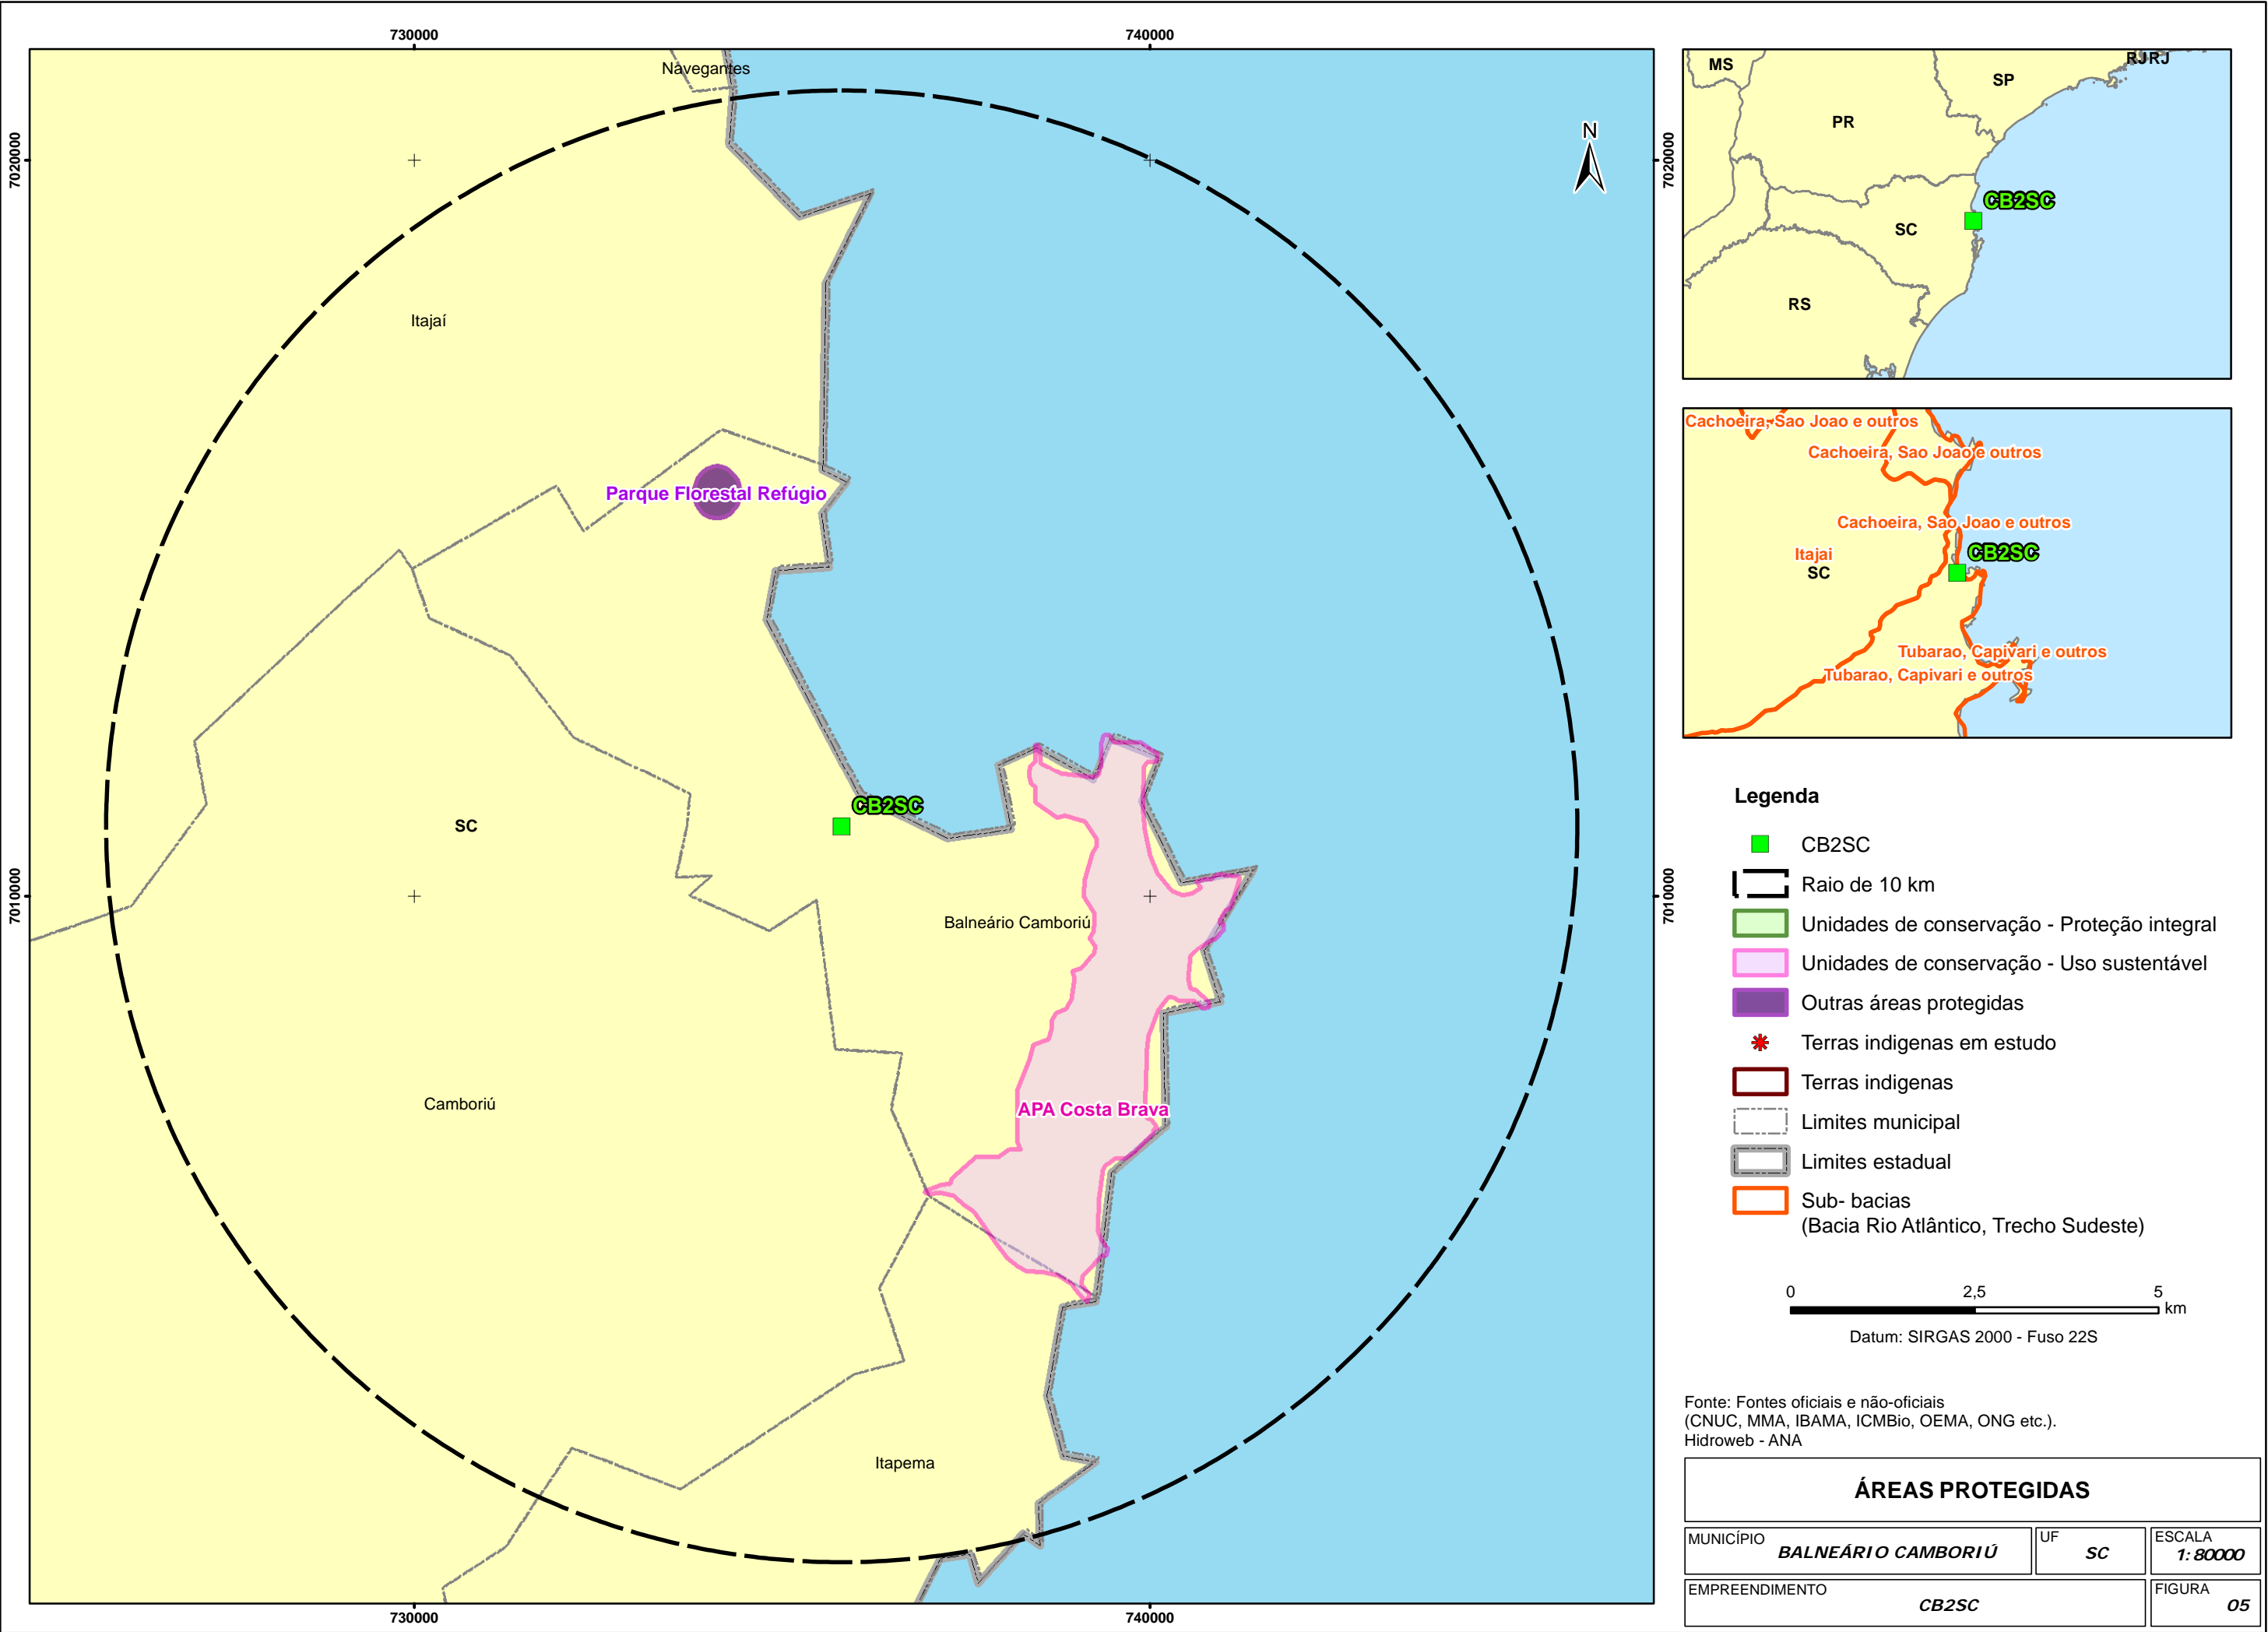 730000
740000
7020000
7020000
7010000
7010000
730000
740000
Navegantes
N
Itajaí
Parque Florestal Refúgio
SC
CB2SC
Balneário Camboriú
Camboriú
APA Costa Brava
Itapema
MS
SP
RJRJ
PR
CB2SC
SC
RS
Cachoeira, Sao Joao e outros
Cachoeira, Sao Joao e outros
Cachoeira, Sao Joao e outros
Itajai
SC
CB2SC
Tubarao, Capivari e outros
Tubarao, Capivari e outros
Legenda
CB2SC
Raio de 10 km
Unidades de conservação - Proteção integral
Unidades de conservação - Uso sustentável
Outras áreas protegidas
Terras indigenas em estudo
Terras indigenas
Limites municipal
Limites estadual
Sub- bacias
(Bacia Rio Atlântico, Trecho Sudeste)
0 2,5 5
km
Datum: SIRGAS 2000 - Fuso 22S
Fonte: Fontes oficiais e não-oficiais
(CNUC, MMA, IBAMA, ICMBio, OEMA, ONG etc.).
Hidroweb - ANA
ÁREAS PROTEGIDAS
MUNICÍPIO BALNEÁRIO CAMBORIÚ
UF SC
ESCALA 1:80000
EMPREENDIMENTO CB2SC
FIGURA 05